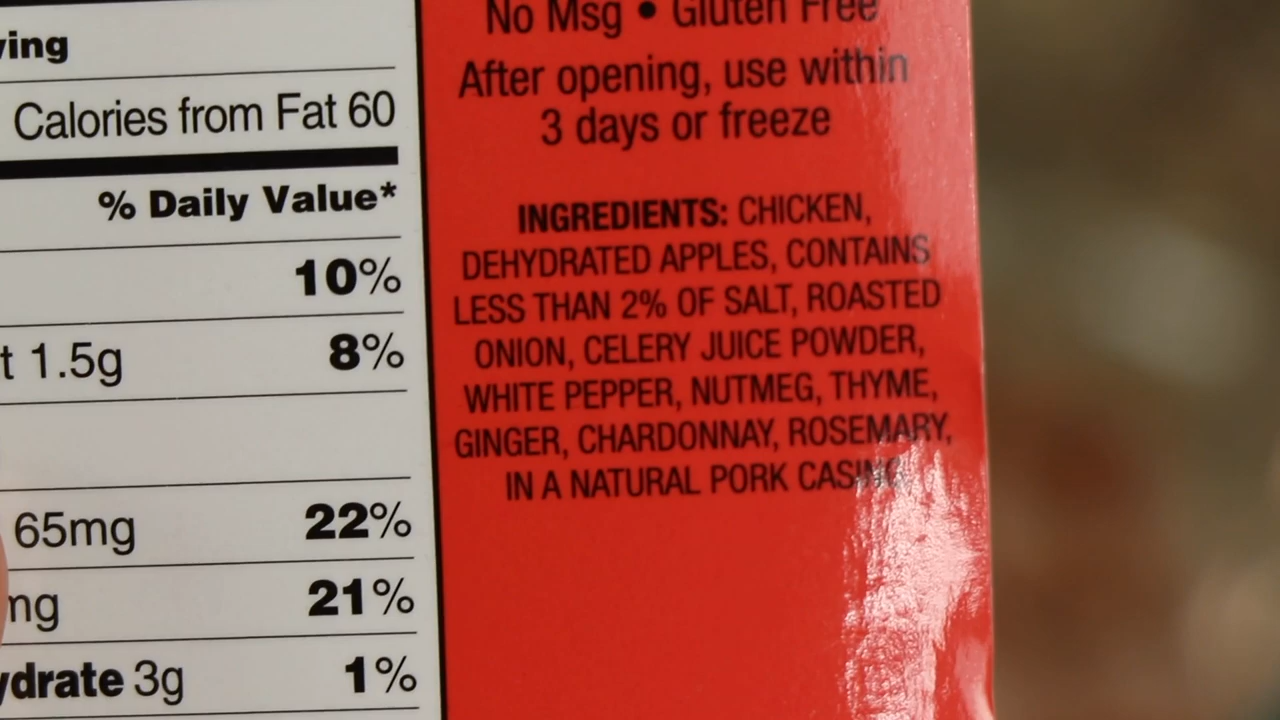 ving
Calories from Fat 60
% Daily Value*
10%
t 1.5g 8%
65mg 22%
mg 21%
ydrate 3g 1%
No Msg • Gluten Free
After opening, use within
3 days or freeze
INGREDIENTS: CHICKEN,
DEHYDRATED APPLES, CONTAINS
LESS THAN 2% OF SALT, ROASTED
ONION, CELERY JUICE POWDER,
WHITE PEPPER, NUTMEG, THYME,
GINGER, CHARDONNAY, ROSEMARY,
IN A NATURAL PORK CASING